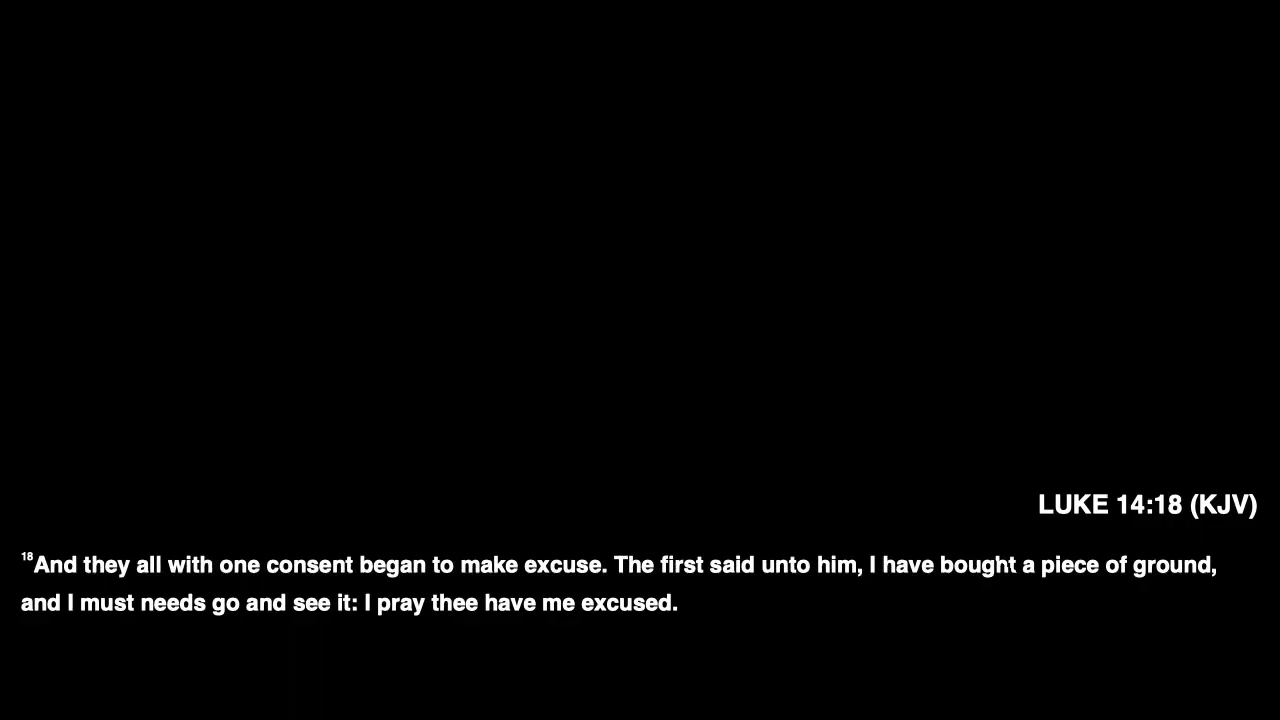 LUKE 14:18 (KJV)
18And they all with one consent began to make excuse. The first said unto him, I have bought a piece of ground,
and I must needs go and see it: I pray thee have me excused.